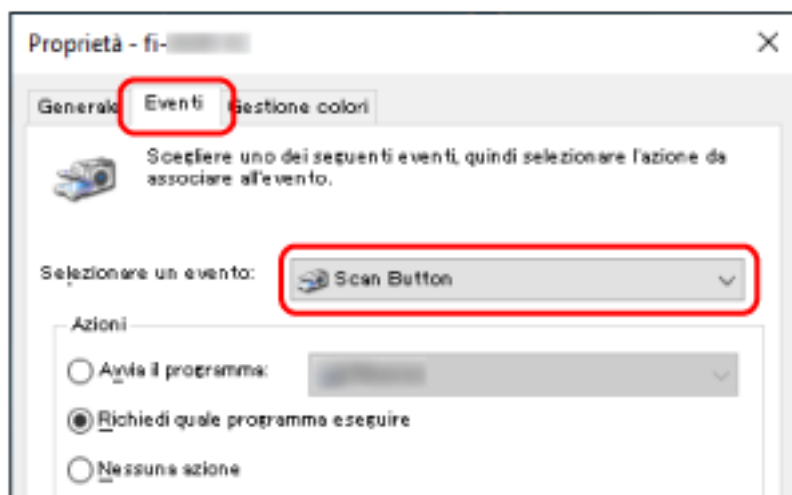 Proprietà - fi-
Generale Eventi Gestione colori
Scegliere uno dei seguenti eventi, quindi selezionare l'azione da
associare all'evento.
Selezionare un evento: Scan Button
Azioni
Avvia il programma:
Richiedi quale programma eseguire
Nessuna azione